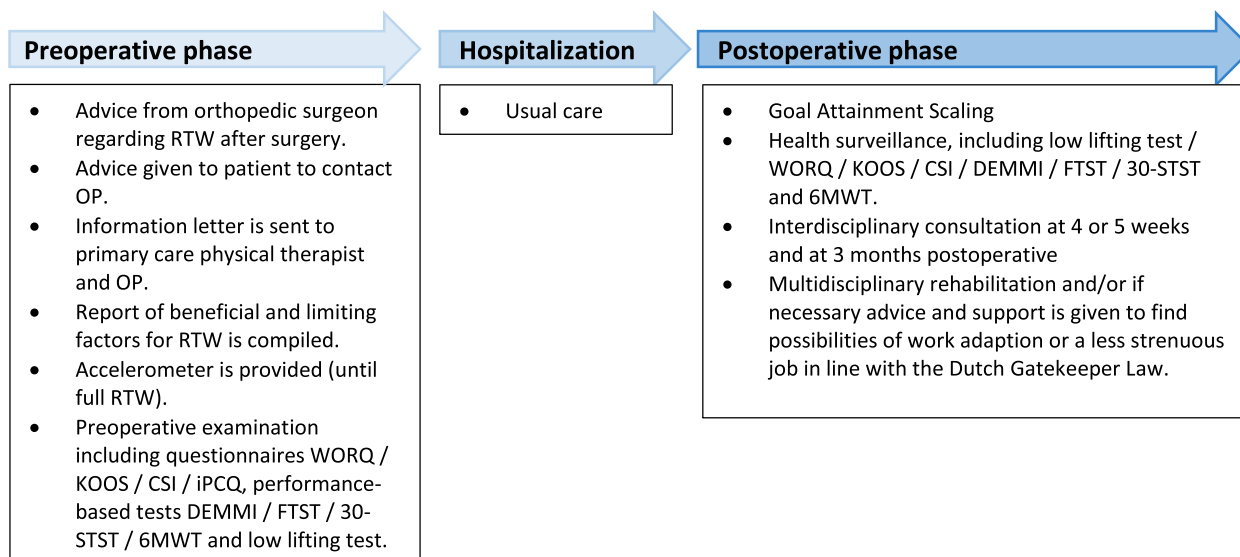 Preoperative phase
• Advice from orthopedic surgeon
regarding RTW after surgery.
• Advice given to patient to contact
OP.
• Information letter is sent to
primary care physical therapist
and OP.
• Report of beneficial and limiting
factors for RTW is compiled.
• Accelerometer is provided (until
full RTW).
• Preoperative examination
including questionnaires WORQ /
KOOS / CSI / iPCQ, performance-
based tests DEMMI / FTST / 30-
STST / 6MWT and low lifting test.
Hospitalization
• Usual care
Postoperative phase
• Goal Attainment Scaling
• Health surveillance, including low lifting test /
WORQ / KOOS / CSI / DEMMI / FTST / 30-STST
and 6MWT.
• Interdisciplinary consultation at 4 or 5 weeks
and at 3 months postoperative
• Multidisciplinary rehabilitation and/or if
necessary advice and support is given to find
possibilities of work adaption or a less strenuous
job in line with the Dutch Gatekeeper Law.